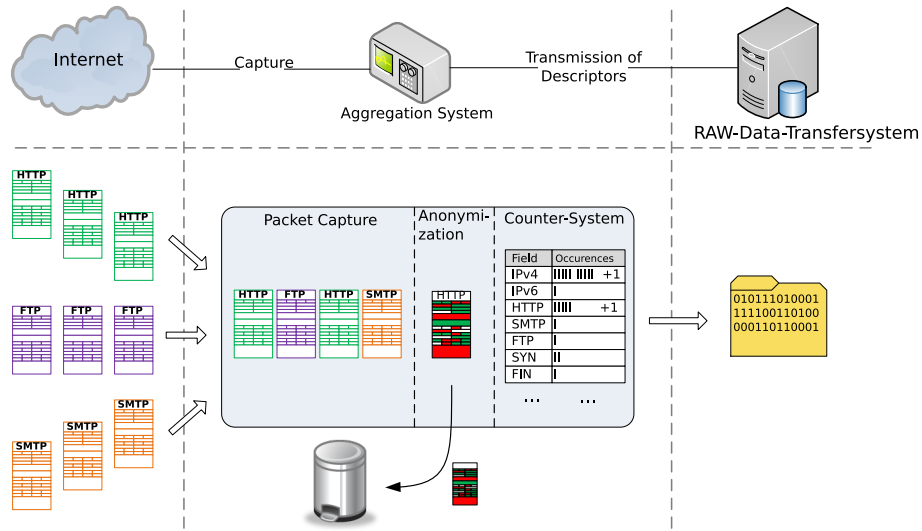 Internet
Capture
Aggregation System
Transmission of
Descriptors
RAW-Data-Transfersystem
HTTP
HTTP
HTTP
FTP
FTP
FTP
SMTP
SMTP
SMTP
Packet Capture
HTTP
FTP
HTTP
SMTP
Anonymi-
zation
HTTP
Counter-System
Field Occurences
IPv4 +1
IPv6
HTTP +1
SMTP
FTP
SYN
FIN
... ...
010111010001
111100110100
000110110001